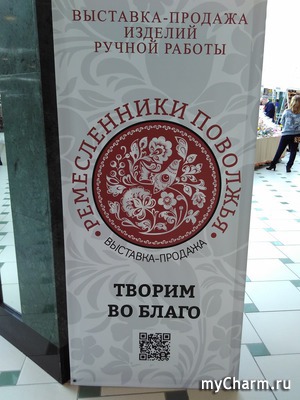 ВЫСТАВКА-ПРОДАЖА
ИЗДЕЛИЙ
РУЧНОЙ РАБОТЫ
· РЕМЕСЛЕННИКИ ПОВОЛЖЬЯ ·
ВЫСТАВКА-ПРОДАЖА
ТВОРИМ
ВО БЛАГО
myCharm.ru